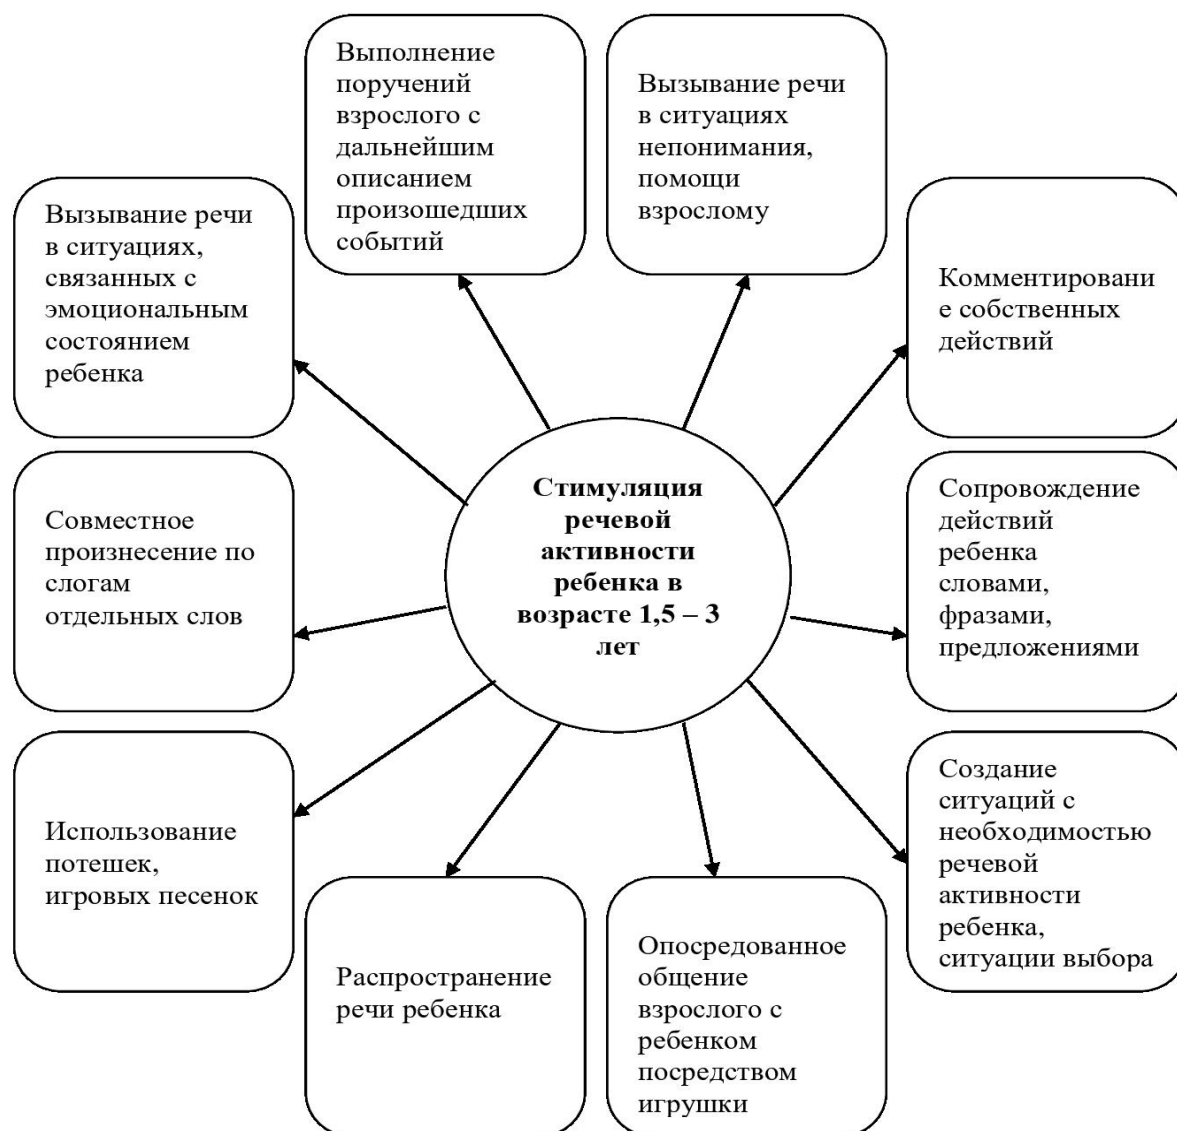 Выполнение
поручений
взрослого с
дальнейшим
описанием
произошедших
событий
Вызывание речи
в ситуациях
непонимания,
помощи
взрослому
Вызывание речи
в ситуациях,
связанных с
эмоциональным
состоянием
ребенка
Комментировани
е собственных
действий
Стимуляция
речевой
активности
ребенка в
возрасте 1,5 – 3
лет
Совместное
произнесение по
слогам
отдельных слов
Сопровождение
действий
ребенка
словами,
фразами,
предложениями
Использование
потешек,
игровых песенок
Создание
ситуаций с
необходимостью
речевой
активности
ребенка,
ситуации выбора
Распространение
речи ребенка
Опосредованное
общение
взрослого с
ребенком
посредством
игрушки